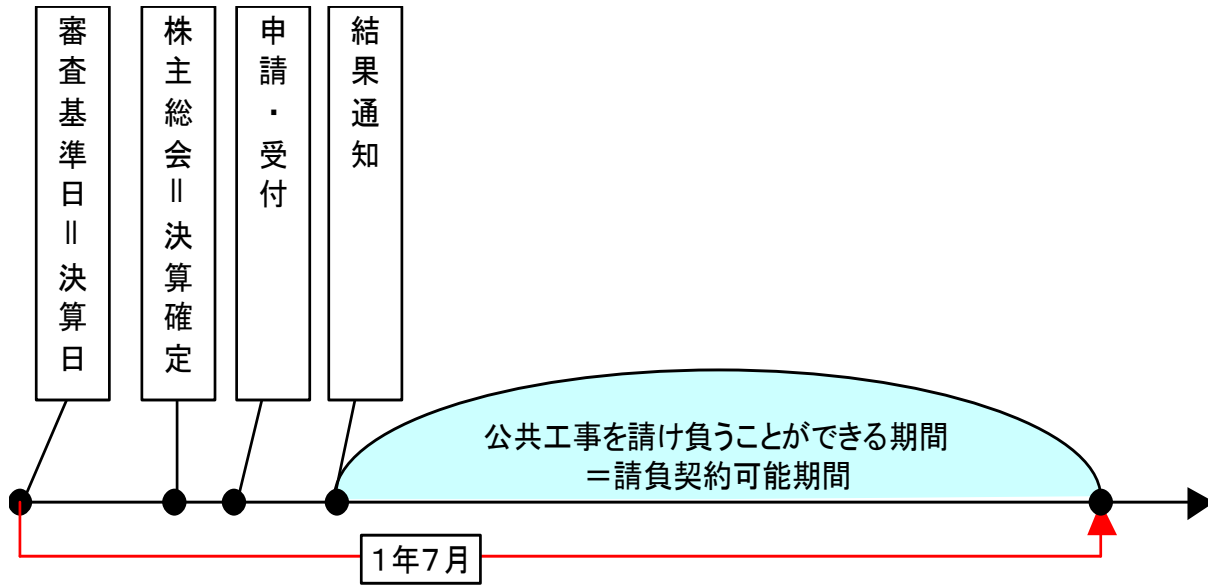 審査基準日＝決算日
株主総会＝決算確定
申請・受付
結果通知
公共工事を請け負うことができる期間
＝請負契約可能期間
１年７月